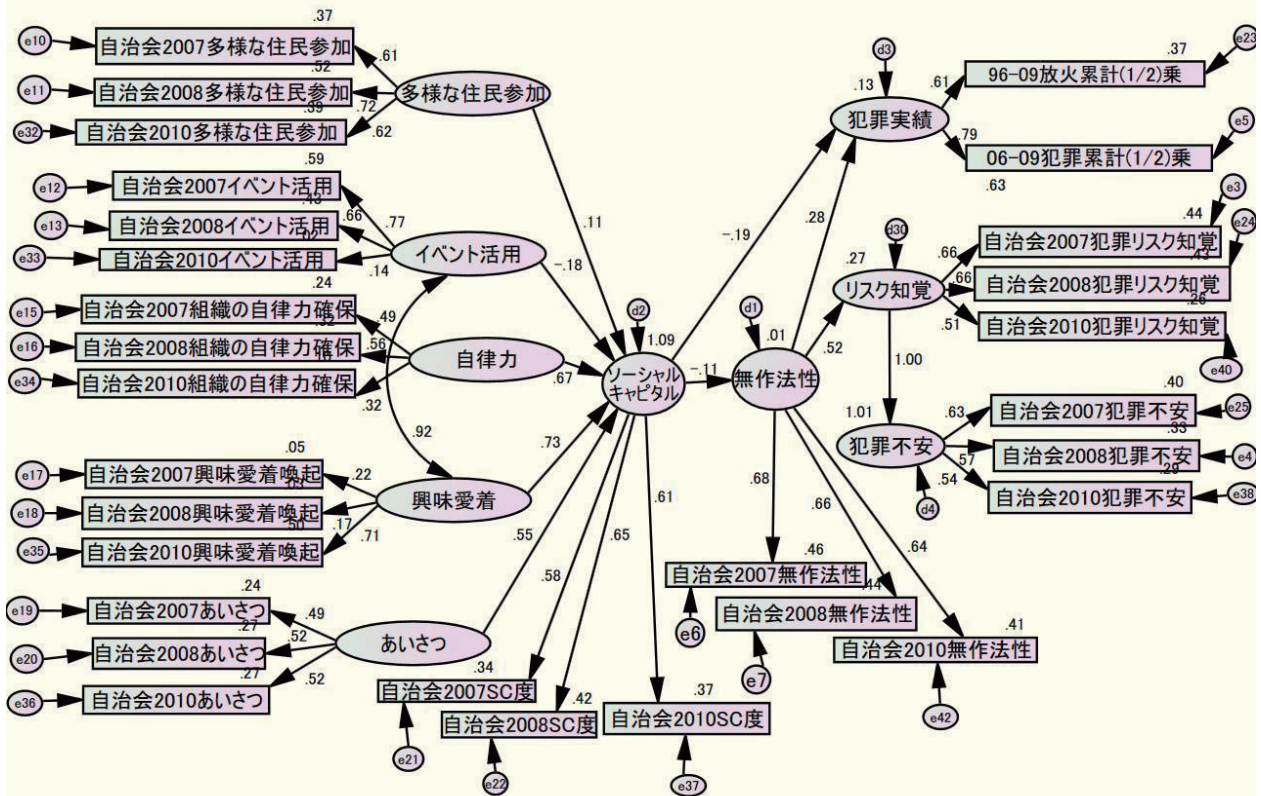 .37
e10
自治会2007多様な住民参加
.61
.52
e11
自治会2008多様な住民参加
.72
.39
e32
自治会2010多様な住民参加
.62
多様な住民参加
.11
.59
e12
自治会2007イベント活用
.77
.43
e13
自治会2008イベント活用
.66
.02
e33
自治会2010イベント活用
.14
イベント活用
-.18
.24
e15
自治会2007組織の自律力確保
.49
.32
e16
自治会2008組織の自律力確保
.56
e34
自治会2010組織の自律力確保
.32
自律力
.67
.92
.05
e17
自治会2007興味愛着喚起
.22
.03
e18
自治会2008興味愛着喚起
.17
.50
e35
自治会2010興味愛着喚起
.71
興味愛着
.73
.24
e19
自治会2007あいさつ
.49
.27
e20
自治会2008あいさつ
.52
.27
e36
自治会2010あいさつ
.52
あいさつ
.55
d2
1.09
ソーシャル
キャピタル
-.19
-.11
.58
.65
.61
.34
自治会2007SC度
e21
.42
自治会2008SC度
e22
.37
自治会2010SC度
e37
d1
.01
無作法性
.28
.52
.68
.66
.64
.46
自治会2007無作法性
e6
.44
自治会2008無作法性
e7
.41
自治会2010無作法性
e42
d3
.13
犯罪実績
.61
.37
e23
96-09放火累計(1/2)乗
.79
e5
06-09犯罪累計(1/2)乗
.63
d30
.27
リスク知覚
.66
.44
e3
自治会2007犯罪リスク知覚
.66
.43
e24
自治会2008犯罪リスク知覚
.51
.26
自治会2010犯罪リスク知覚
e40
1.00
1.01
犯罪不安
d4
.63
.40
自治会2007犯罪不安
e25
.57
.33
自治会2008犯罪不安
e4
.54
.29
自治会2010犯罪不安
e38